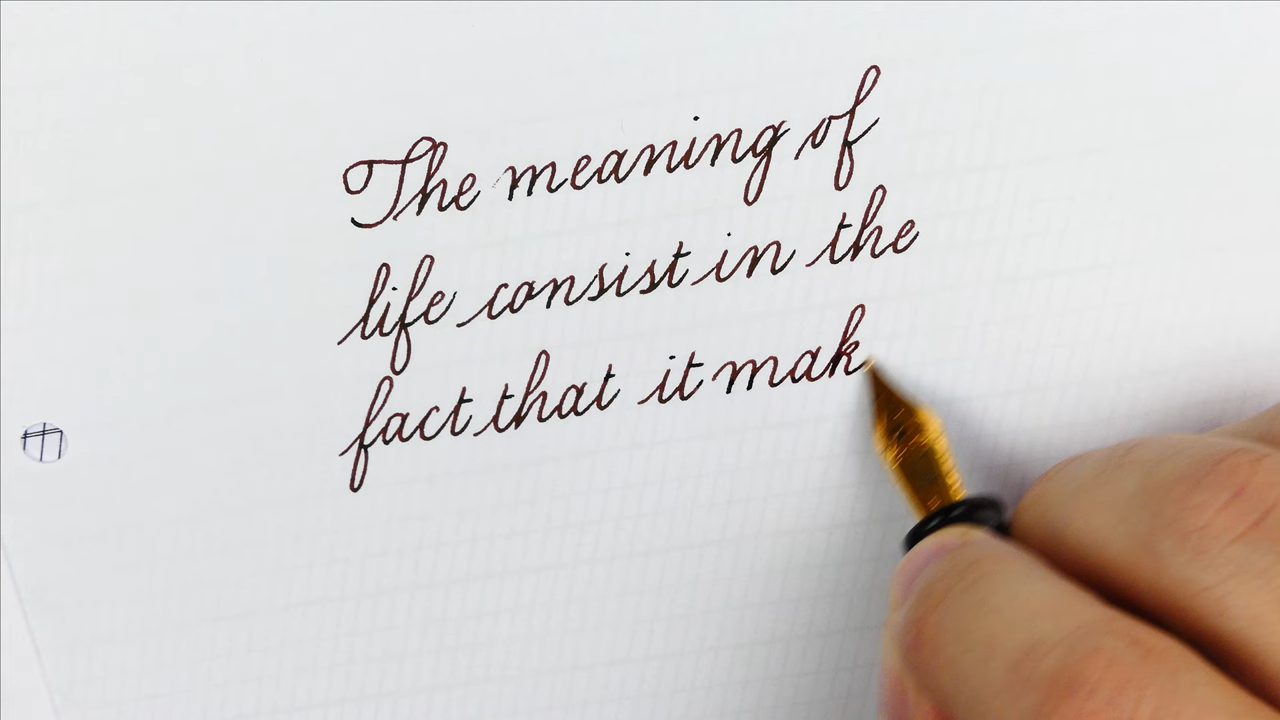 The meaning of
life consist in the
fact that it mak